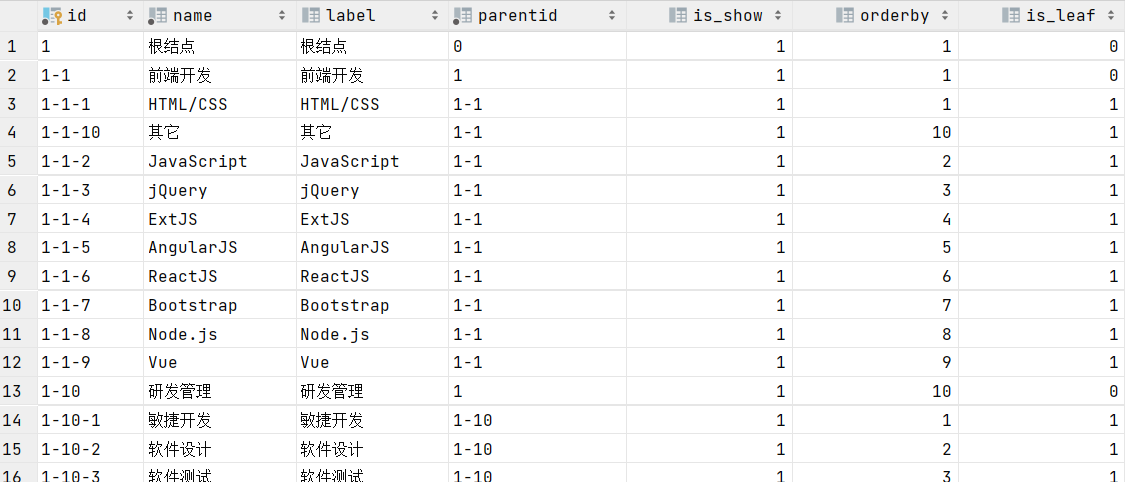 id name label parentid is_show orderby is_leaf
1 1 根结点 根结点 0 1 1 0
2 1-1 前端开发 前端开发 1 1 1 0
3 1-1-1 HTML/CSS HTML/CSS 1-1 1 1 1
4 1-1-10 其它 其它 1-1 1 10 1
5 1-1-2 JavaScript JavaScript 1-1 1 2 1
6 1-1-3 jQuery jQuery 1-1 1 3 1
7 1-1-4 ExtJS ExtJS 1-1 1 4 1
8 1-1-5 AngularJS AngularJS 1-1 1 5 1
9 1-1-6 ReactJS ReactJS 1-1 1 6 1
10 1-1-7 Bootstrap Bootstrap 1-1 1 7 1
11 1-1-8 Node.js Node.js 1-1 1 8 1
12 1-1-9 Vue Vue 1-1 1 9 1
13 1-10 研发管理 研发管理 1 1 10 0
14 1-10-1 敏捷开发 敏捷开发 1-10 1 1 1
15 1-10-2 软件设计 软件设计 1-10 1 2 1
16 1-10-3 软件测试 软件测试 1-10 1 3 1